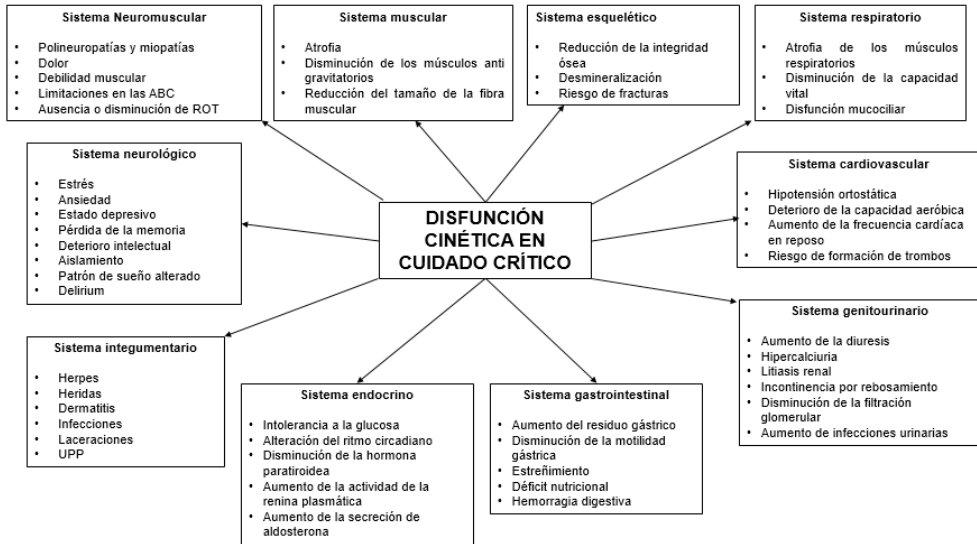 Sistema Neuromuscular
• Polineuropatías y miopatías
• Dolor
• Debilidad muscular
• Limitaciones en las ABC
• Ausencia o disminución de ROT
Sistema muscular
• Atrofia
• Disminución de los músculos anti
gravitatorios
• Reducción del tamaño de la fibra
muscular
Sistema esquelético
• Reducción de la integridad
ósea
• Desmineralización
• Riesgo de fracturas
Sistema respiratorio
• Atrofia de los músculos
respiratorios
• Disminución de la capacidad
vital
• Disfunción mucociliar
Sistema neurológico
• Estrés
• Ansiedad
• Estado depresivo
• Pérdida de la memoria
• Deterioro intelectual
• Aislamiento
• Patrón de sueño alterado
• Delirium
DISFUNCIÓN
CINÉTICA EN
CUIDADO CRÍTICO
Sistema cardiovascular
• Hipotensión ortostática
• Deterioro de la capacidad aeróbica
• Aumento de la frecuencia cardíaca
en reposo
• Riesgo de formación de trombos
Sistema integumentario
• Herpes
• Heridas
• Dermatitis
• Infecciones
• Laceraciones
• UPP
Sistema endocrino
• Intolerancia a la glucosa
• Alteración del ritmo circadiano
• Disminución de la hormona
paratiroidea
• Aumento de la actividad de la
renina plasmática
• Aumento de la secreción de
aldosterona
Sistema gastrointestinal
• Aumento del residuo gástrico
• Disminución de la motilidad
gástrica
• Estreñimiento
• Déficit nutricional
• Hemorragia digestiva
Sistema genitourinario
• Aumento de la diuresis
• Hipercalciuria
• Litiasis renal
• Incontinencia por rebosamiento
• Disminución de la filtración
glomerular
• Aumento de infecciones urinarias